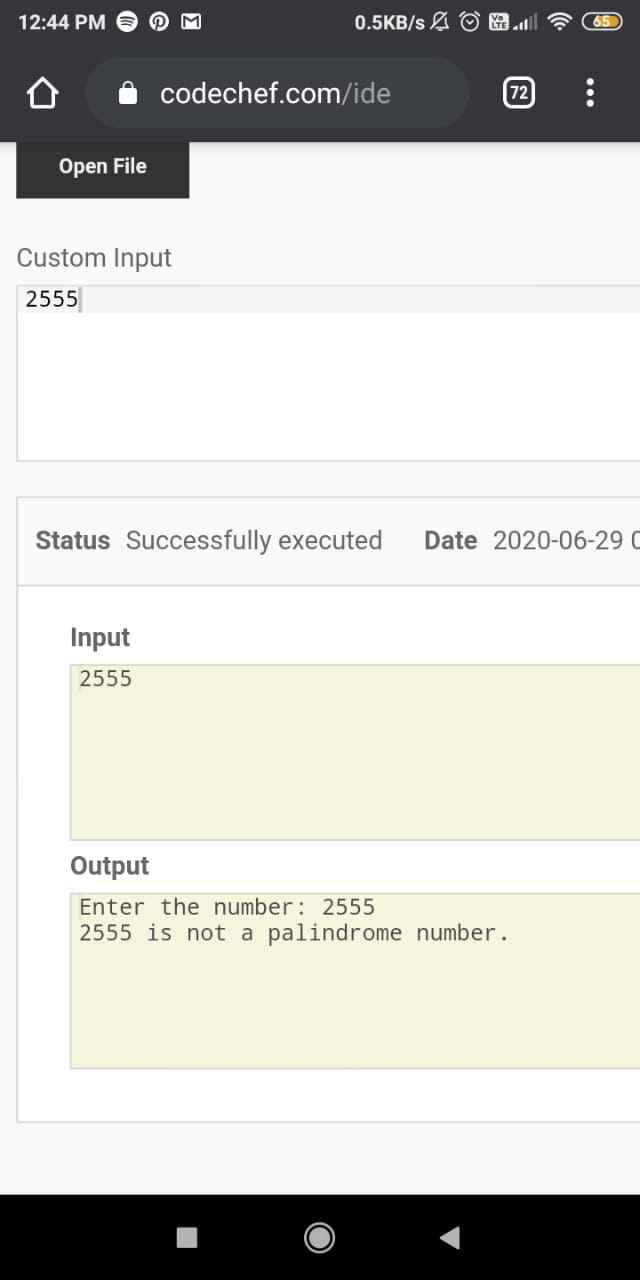 12:44 PM 0.5KB/s Vo LTE 65
codechef.com/ide 72
Open File
Custom Input
2555
Status Successfully executed Date 2020-06-29 0
Input
2555
Output
Enter the number: 2555
2555 is not a palindrome number.